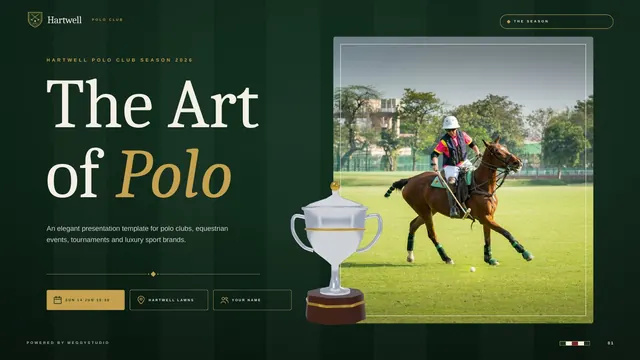 Hartwell
POLO CLUB
THE SEASON
HARTWELL POLO CLUB SEASON 2026
The Art
of Polo
An elegant presentation template for polo clubs, equestrian
events, tournaments and luxury sport brands.
HARTWELL LAWNS
YOUR NAME
POWERED BY WEGGYSTUDIO
01